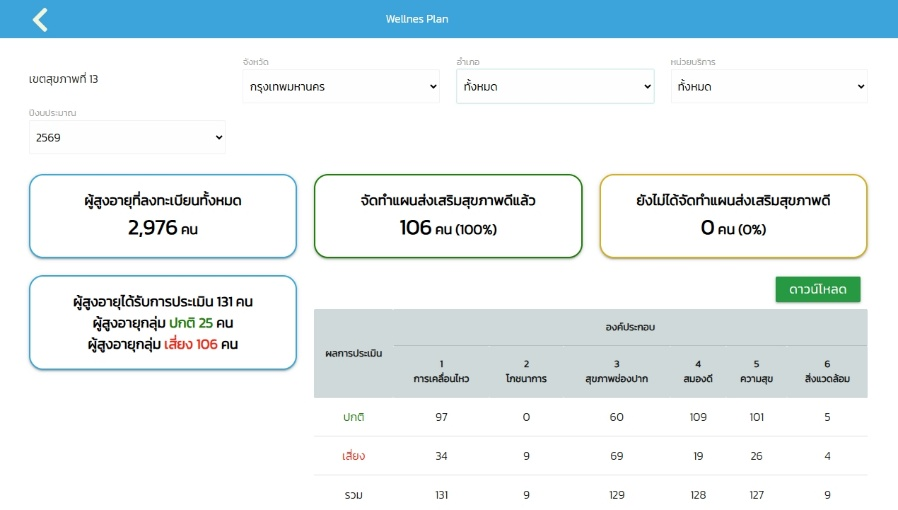 Wellnes Plan
เขตสุขภาพที่ 13
จังหวัด
กรุงเทพมหานคร
อำเภอ
ทั้งหมด
หน่วยบริการ
ทั้งหมด
ปีงบประมาณ
2569
ผู้สูงอายุที่ลงทะเบียนทั้งหมด
2,976 คน
จัดทำแผนส่งเสริมสุขภาพดีแล้ว
106 คน (100%)
ยังไม่ได้จัดทำแผนส่งเสริมสุขภาพดี
0 คน (0%)
ผู้สูงอายุได้รับการประเมิน 131 คน
ผู้สูงอายุกลุ่ม ปกติ 25 คน
ผู้สูงอายุกลุ่ม เสี่ยง 106 คน
ดาวน์โหลด
ผลการประเมิน
องค์ประกอบ
1 2 3 4 5 6
การเคลื่อนไหว โภชนาการ สุขภาพช่องปาก สมองดี ความสุข สิ่งแวดล้อม
ปกติ 97 0 60 109 101 5
เสี่ยง 34 9 69 19 26 4
รวม 131 9 129 128 127 9